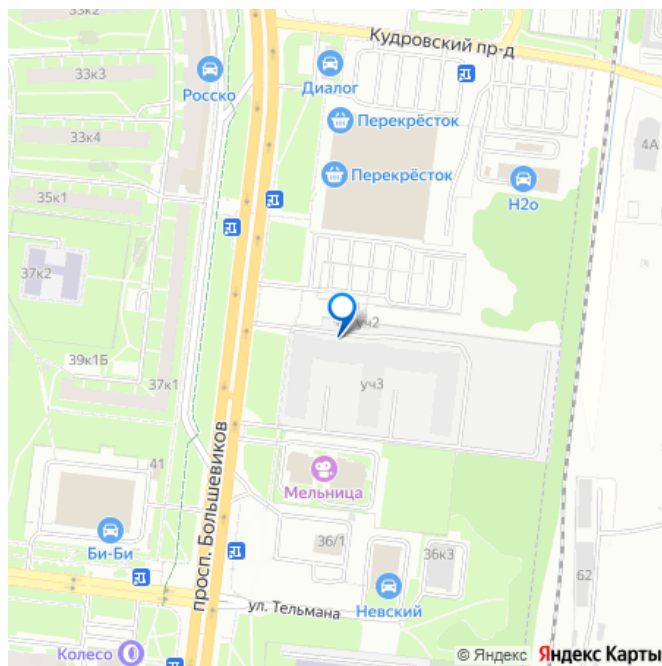 33к2
Кудровский пр-д
33к3
Росско
Диалог
Перекрёсток
33к4
4А
Перекрёсток
35к1
Н2о
37к2
уч2
39к1Б
37к1
уч3
просп. Большевиков
41
Мельница
Би-Би
36/1
36к3
62
ул. Тельмана
Невский
Колесо
© Яндекс Яндекс Карты